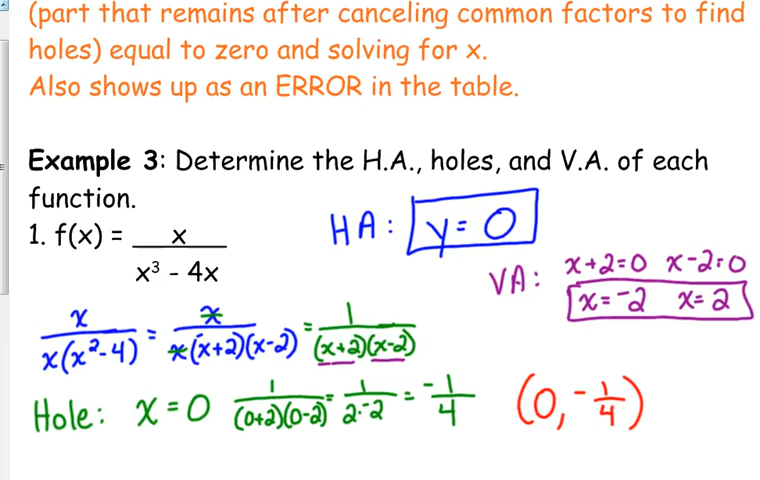 (part that remains after canceling common factors to find
holes) equal to zero and solving for x.
Also shows up as an ERROR in the table.
Example 3: Determine the H.A., holes, and V.A. of each
function.
HA: y = 0
1. f(x) = x / x³ - 4x
VA: x+2=0 x-2=0
x=-2 x=2
x / x(x²-4) = x / x(x+2)(x-2) = 1 / (x+2)(x-2)
Hole: x = 0 1 / (0+2)(0-2) = 1 / 2·-2 = -1/4 (0, -1/4)